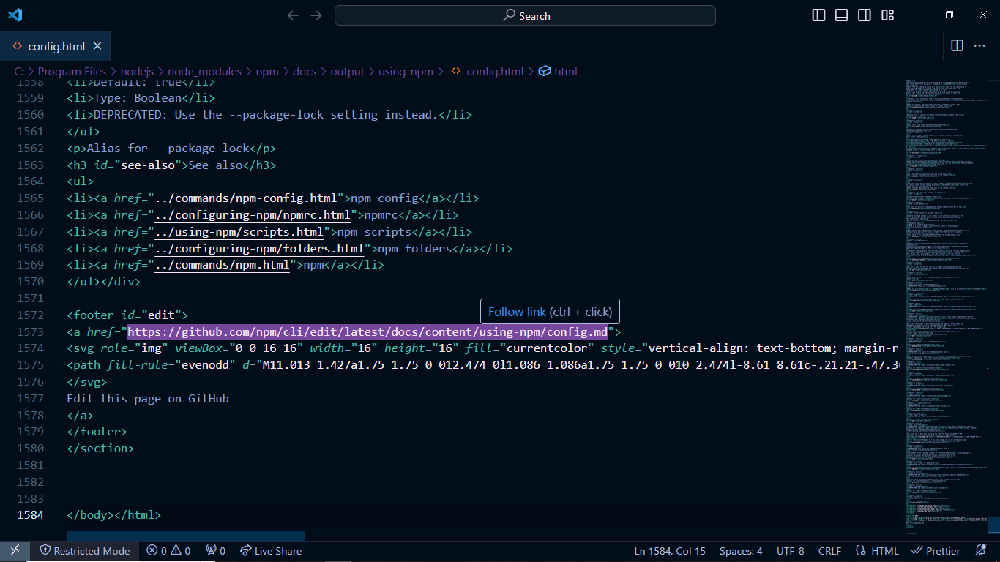 Search
config.html
C: > Program Files > nodejs > node_modules > npm > docs > output > using-npm > config.html > html
1558 <li>Default: true</li>
1559 <li>Type: Boolean</li>
1560 <li>DEPRECATED: Use the --package-lock setting instead.</li>
1561 </ul>
1562 <p>Alias for --package-lock</p>
1563 <h3 id="see-also">See also</h3>
1564 <ul>
1565 <li><a href="../commands/npm-config.html">npm config</a></li>
1566 <li><a href="../configuring-npm/npmrc.html">npmrc</a></li>
1567 <li><a href="../using-npm/scripts.html">npm scripts</a></li>
1568 <li><a href="../configuring-npm/folders.html">npm folders</a></li>
1569 <li><a href="../commands/npm.html">npm</a></li>
1570 </ul></div>
1571
Follow link (ctrl + click)
1572 <footer id="edit">
1573 <a href="https://github.com/npm/cli/edit/latest/docs/content/using-npm/config.md">
1574 <svg role="img" viewBox="0 0 16 16" width="16" height="16" fill="currentcolor" style="vertical-align: text-bottom; margin-ri
1575 <path fill-rule="evenodd" d="M11.013 1.427a1.75 1.75 0 012.474 0l1.086 1.086a1.75 1.75 0 010 2.474l-8.61 8.61c-.21.21-.47.36
1576 </svg>
1577 Edit this page on GitHub
1578 </a>
1579 </footer>
1580 </section>
1581
1582
1583
1584 </body></html>
Restricted Mode 0 0 0 Live Share Ln 1584, Col 15 Spaces: 4 UTF-8 CRLF HTML Prettier